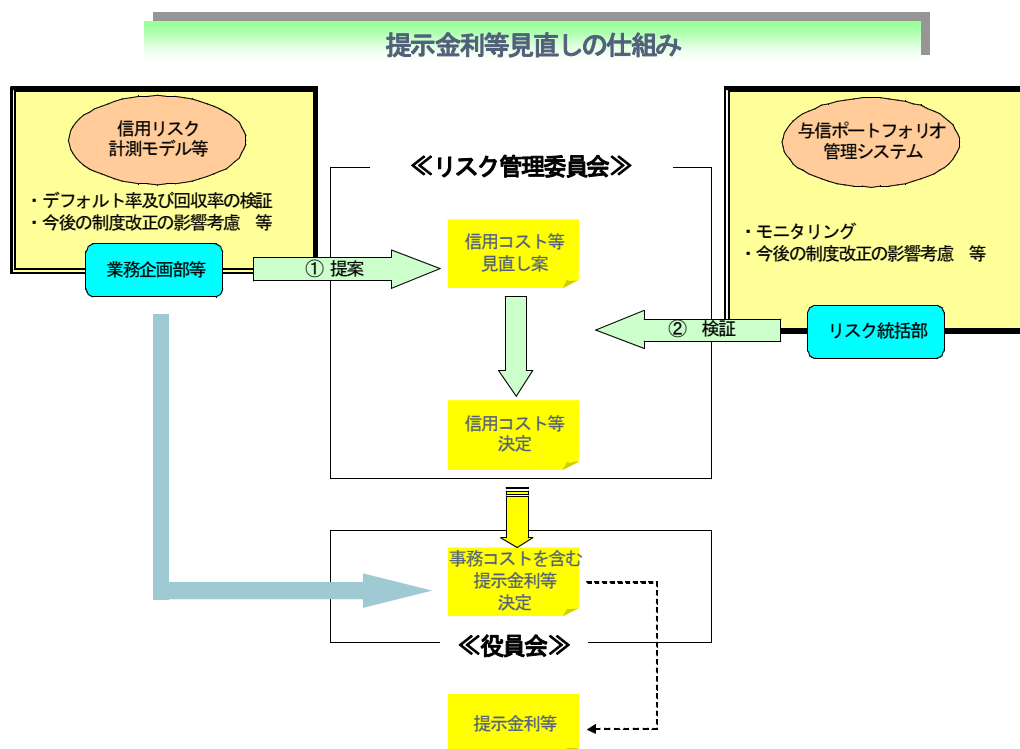 提示金利等見直しの仕組み
信用リスク
計測モデル等
・デフォルト率及び回収率の検証
・今後の制度改正の影響考慮　等
業務企画部等
① 提案
≪リスク管理委員会≫
信用コスト等
見直し案
与信ポートフォリオ
管理システム
・モニタリング
・今後の制度改正の影響考慮　等
②　検証
リスク統括部
信用コスト等
決定
事務コストを含む
提示金利等
決定
≪役員会≫
提示金利等